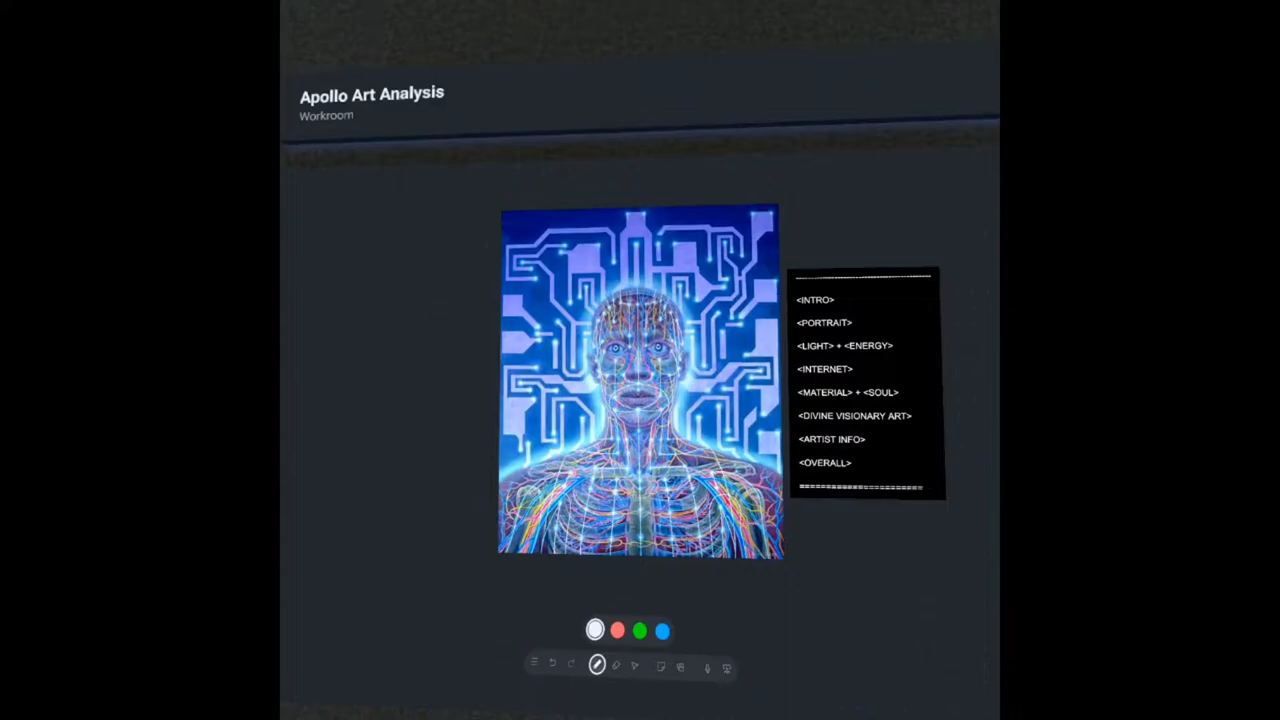 Apollo Art Analysis
Workroom
<INTRO>
<PORTRAIT>
<LIGHT> + <ENERGY>
<INTERNET>
<MATERIAL> + <SOUL>
<DIVINE VISIONARY ART>
<ARTIST INFO>
<OVERALL>